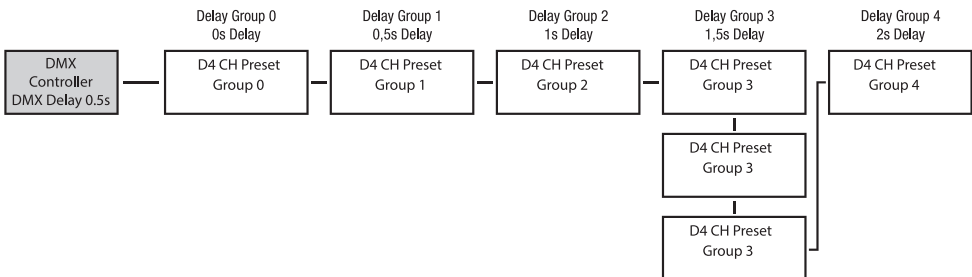 Delay Group 0
0s Delay
Delay Group 1
0,5s Delay
Delay Group 2
1s Delay
Delay Group 3
1,5s Delay
Delay Group 4
2s Delay
DMX
Controller
DMX Delay 0.5s
D4 CH Preset
Group 0
D4 CH Preset
Group 1
D4 CH Preset
Group 2
D4 CH Preset
Group 3
D4 CH Preset
Group 4
D4 CH Preset
Group 3
D4 CH Preset
Group 3